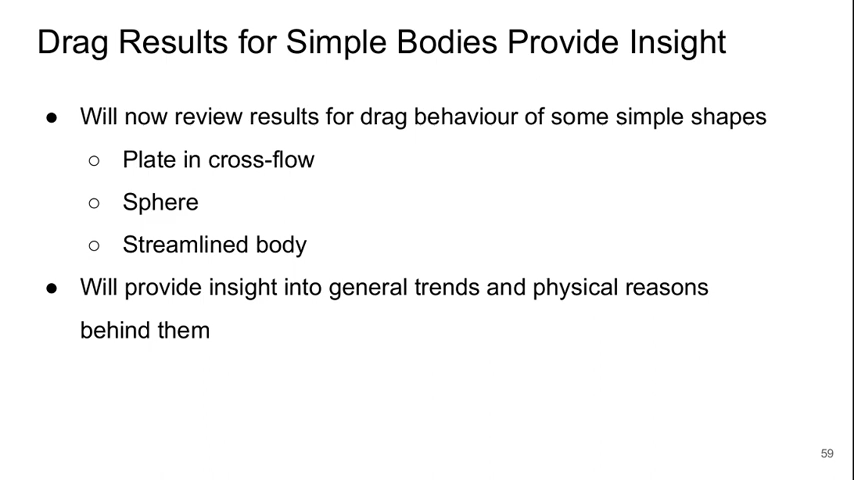 Drag Results for Simple Bodies Provide Insight
● Will now review results for drag behaviour of some simple shapes
○ Plate in cross-flow
○ Sphere
○ Streamlined body
● Will provide insight into general trends and physical reasons
behind them
59